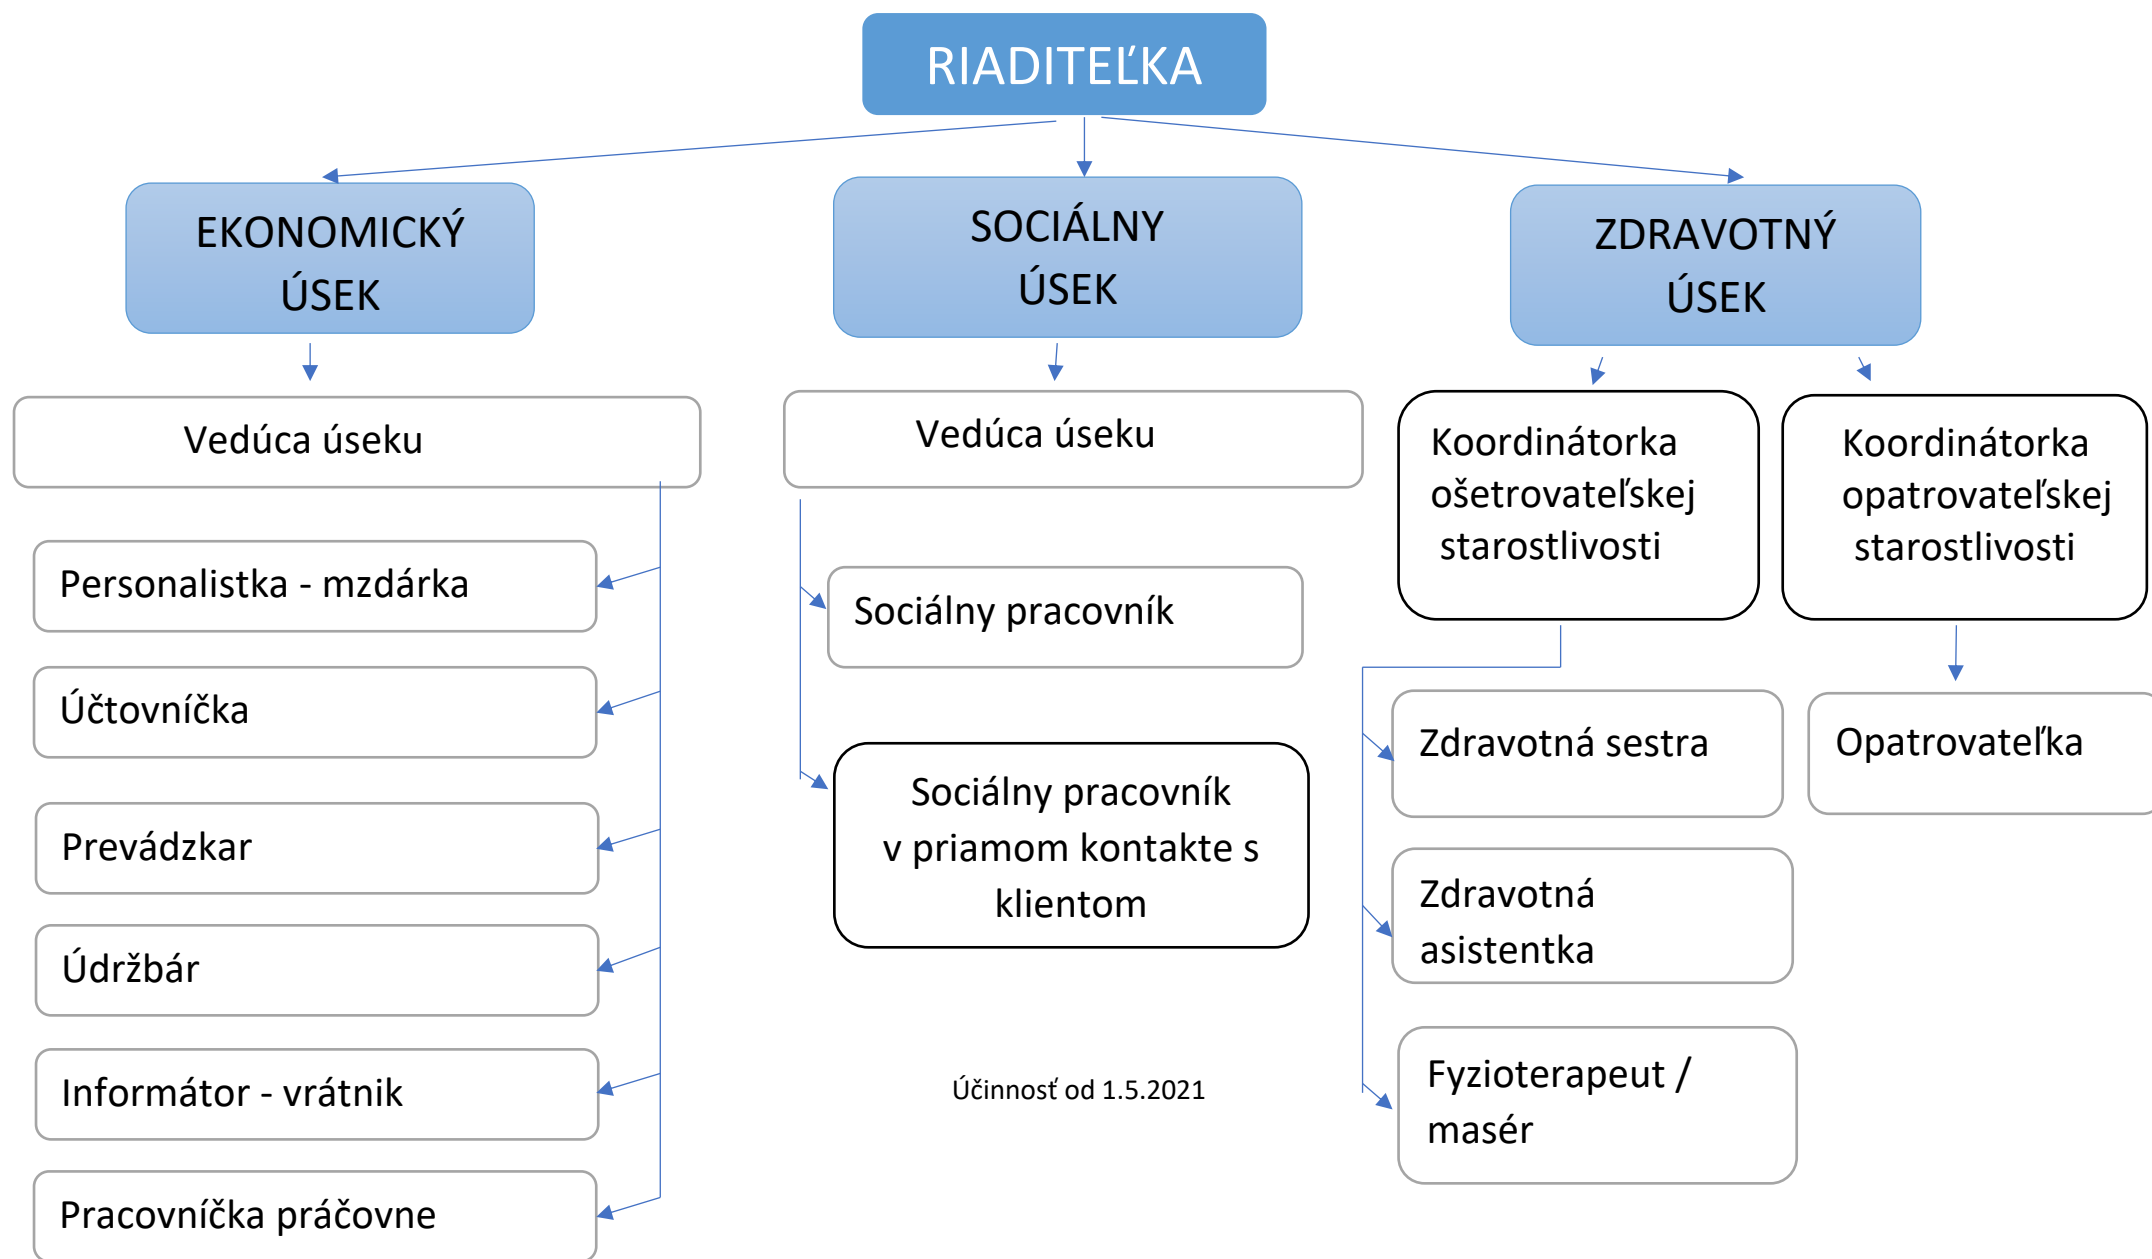 RIADITEĽKA
EKONOMICKÝ
ÚSEK
SOCIÁLNY
ÚSEK
ZDRAVOTNÝ
ÚSEK
Vedúca úseku
Vedúca úseku
Koordinátorka
ošetrovateľskej
starostlivosti
Koordinátorka
opatrovateľskej
starostlivosti
Personalistka - mzdárka
Účtovníčka
Prevádzkar
Údržbár
Informátor - vrátnik
Pracovníčka práčovne
Sociálny pracovník
Sociálny pracovník
v priamom kontakte s
klientom
Zdravotná sestra
Zdravotná
asistentka
Fyzioterapeut /
masér
Opatrovateľka
Účinnosť od 1.5.2021